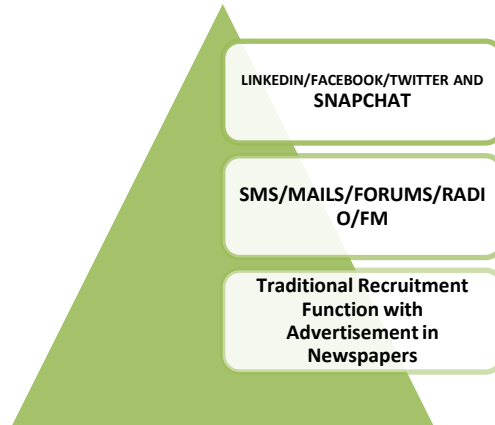 LINKEDIN/FACEBOOK/TWITTER AND
SNAPCHAT
SMS/MAILS/FORUMS/RADI
O/FM
Traditional Recruitment
Function with
Advertisement in
Newspapers